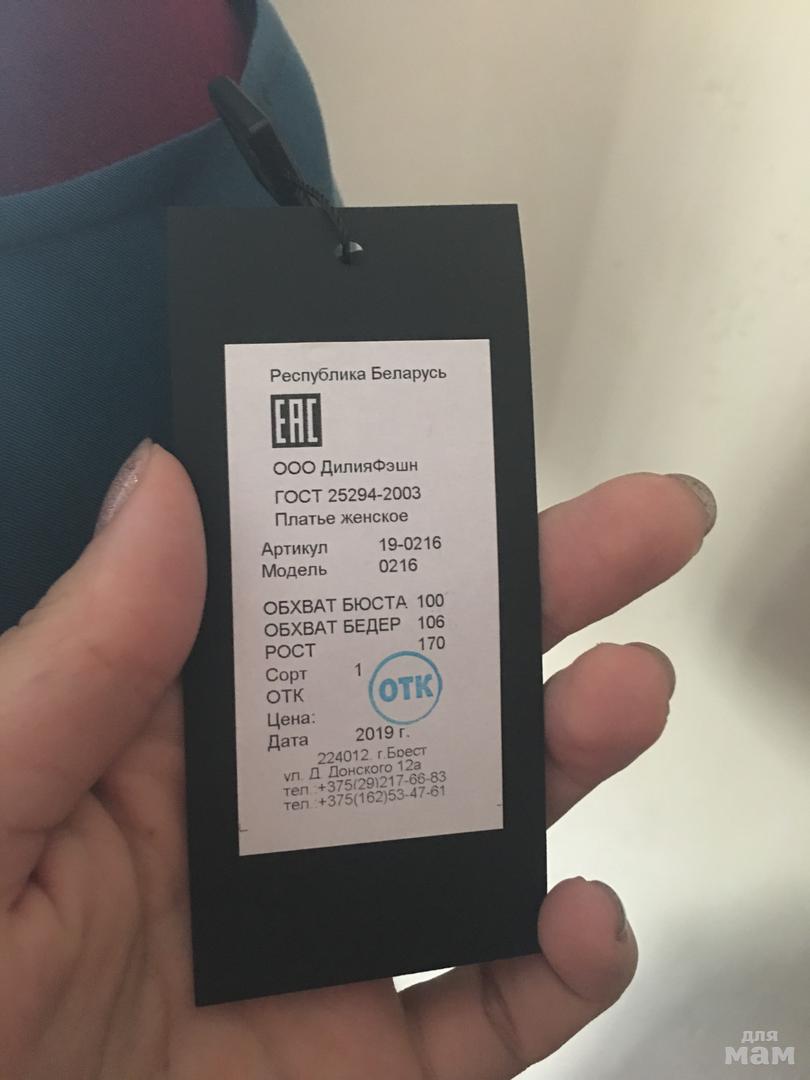 Республика Беларусь
ЕАС
ООО ДилияФэшн
ГОСТ 25294-2003
Платье женское
Артикул 19-0216
Модель 0216
ОБХВАТ БЮСТА 100
ОБХВАТ БЕДЕР 106
РОСТ 170
Сорт 1
ОТК ОТК
Цена:
Дата 2019 г.
224012. г.Брест
ул. Д. Донского 12а
тел.:+375(29)217-66-83
тел.:+375(162)53-47-61
для
мам